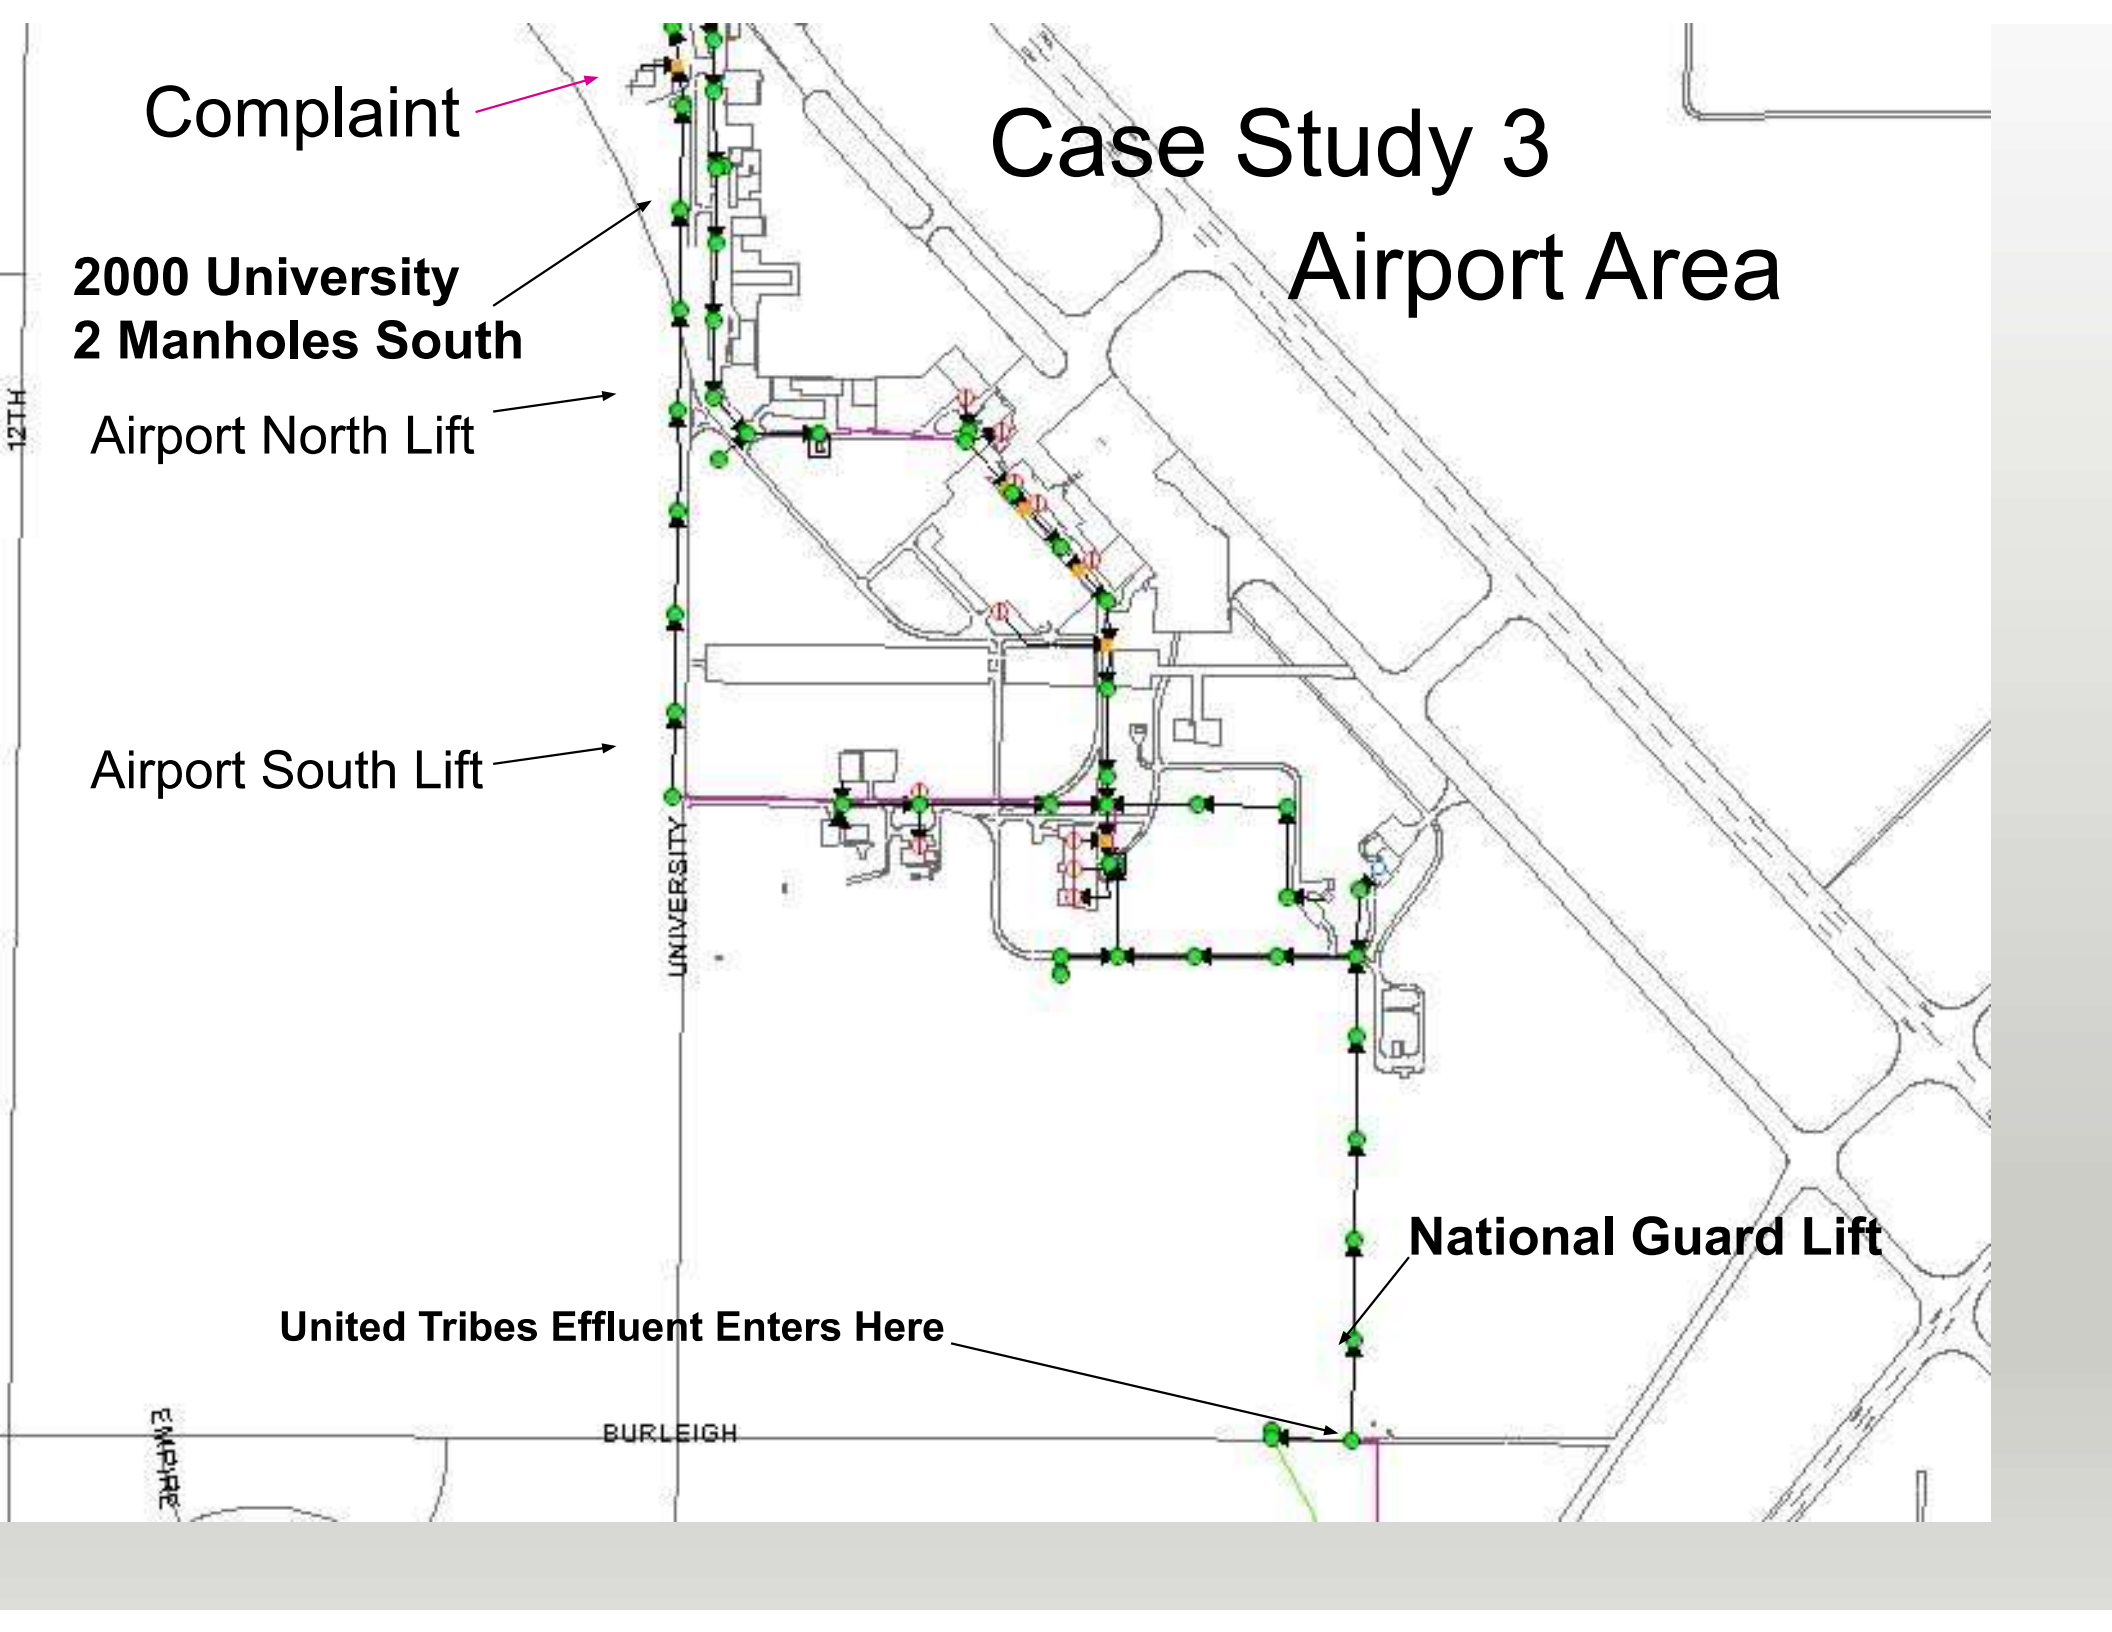 Complaint
Case Study 3
Airport Area
2000 University
2 Manholes South
Airport North Lift
12TH
Airport South Lift
UNIVERSITY
National Guard Lift
United Tribes Effluent Enters Here
EMPIRE
BURLEIGH